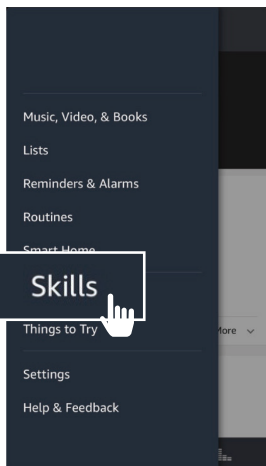 Music, Video, & Books
Lists
Reminders & Alarms
Routines
Smart Home
Skills
Things to Try
More
Settings
Help & Feedback